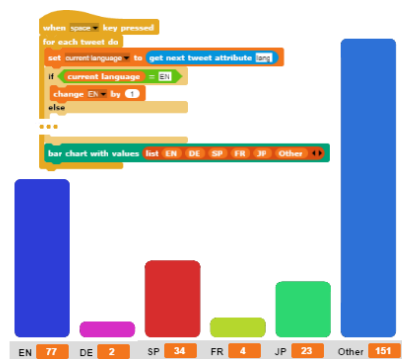 when space key pressed
for each tweet do
set current language to get next tweet attribute lang
if current language = EN
change EN by 1
else
bar chart with values list EN DE SP FR JP Other
EN 77 DE 2 SP 34 FR 4 JP 23 Other 151